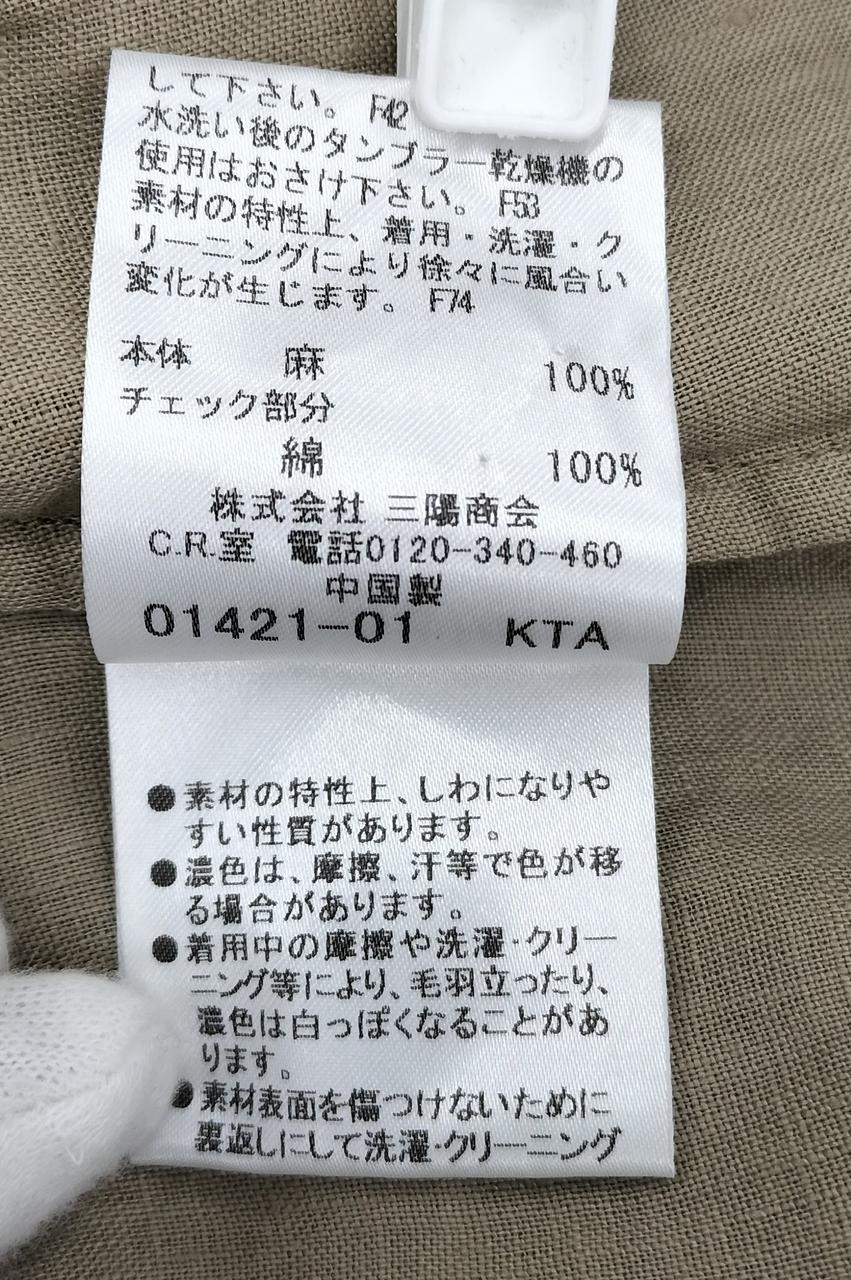 して下さい。 F42
水洗い後のタンブラー乾燥機の
使用はおさけ下さい。 F53
素材の特性上、着用・洗濯・ク
リーニングにより徐々に風合い
変化が生じます。 F74
本体 麻 100%
チェック部分
綿 100%
株式会社 三陽商会
C.R.室 電話0120-340-460
中国製
01421-01 KTA
●素材の特性上、しわになりや
すい性質があります。
●濃色は、摩擦、汗等で色が移
る場合があります。
●着用中の摩擦や洗濯・クリー
ニング等により、毛羽立ったり、
濃色は白っぽくなることがあ
ります。
●素材表面を傷つけないために
裏返しにして洗濯・クリーニング